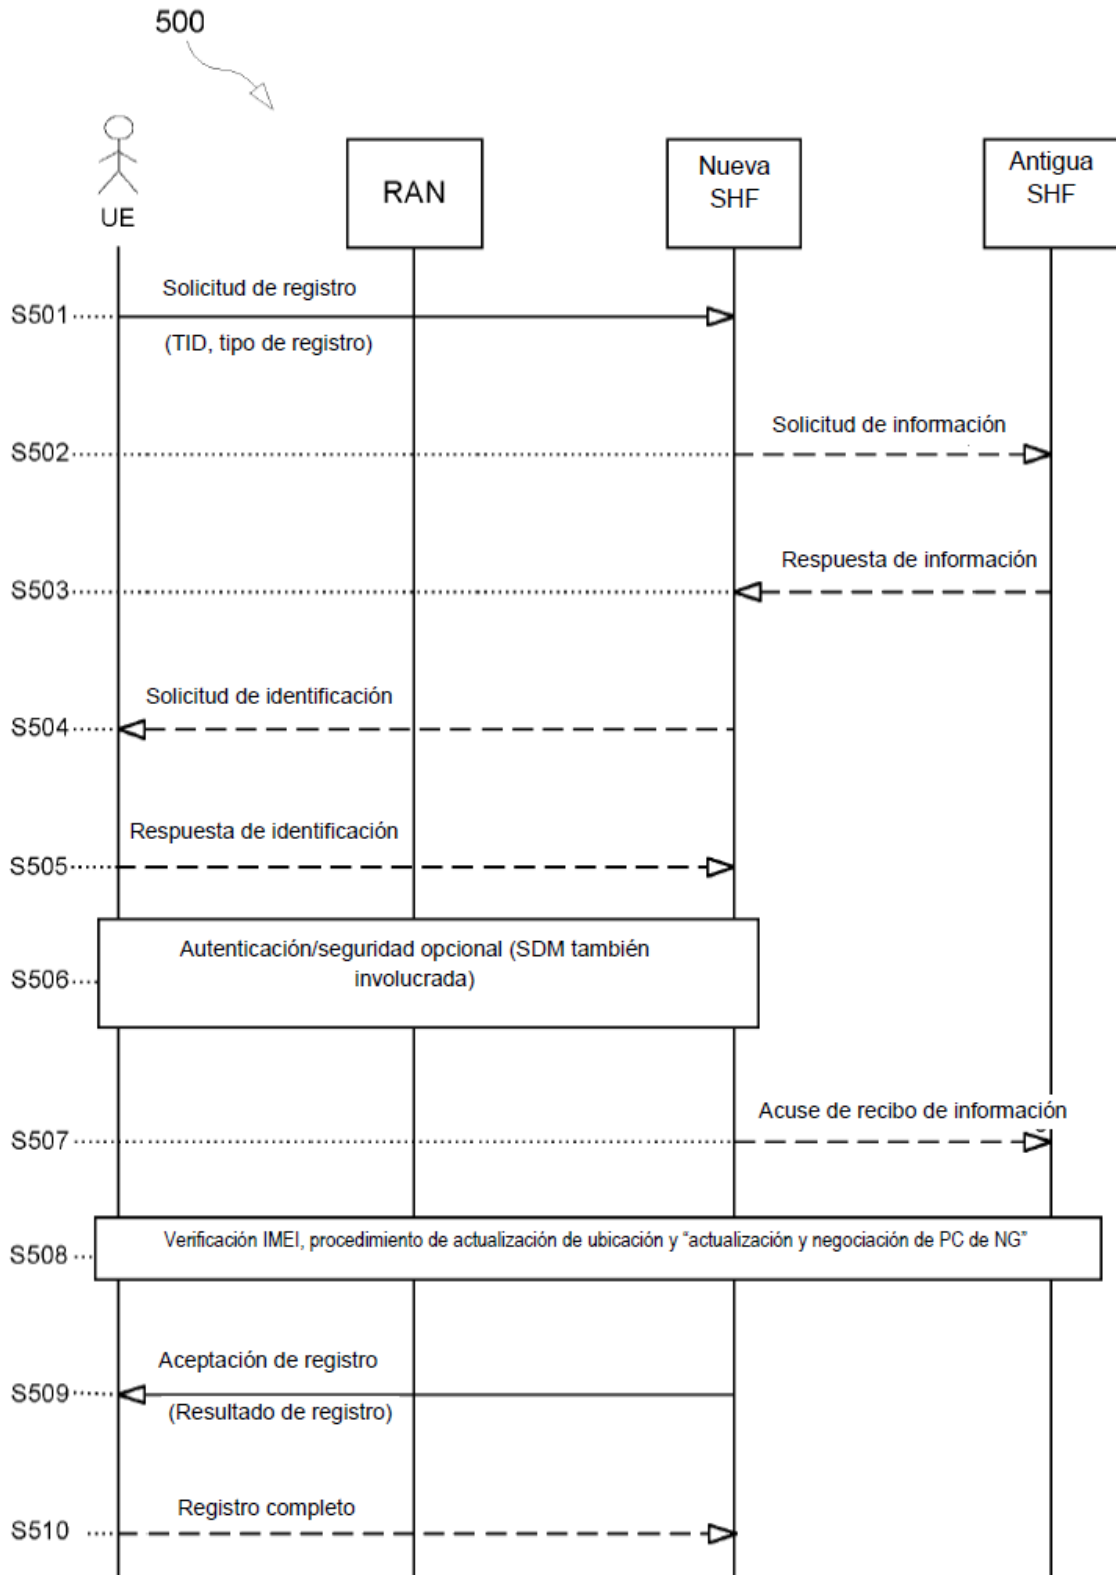 500
UE
RAN
Nueva
SHF
Antigua
SHF
Solicitud de registro
S501
(TID, tipo de registro)
Solicitud de información
S502
Respuesta de información
S503
Solicitud de identificación
S504
Respuesta de identificación
S505
Autenticación/seguridad opcional (SDM también
involucrada)
S506
Acuse de recibo de información
S507
Verificación IMEI, procedimiento de actualización de ubicación y “actualización y negociación de PC de NG”
S508
Aceptación de registro
S509
(Resultado de registro)
Registro completo
S510